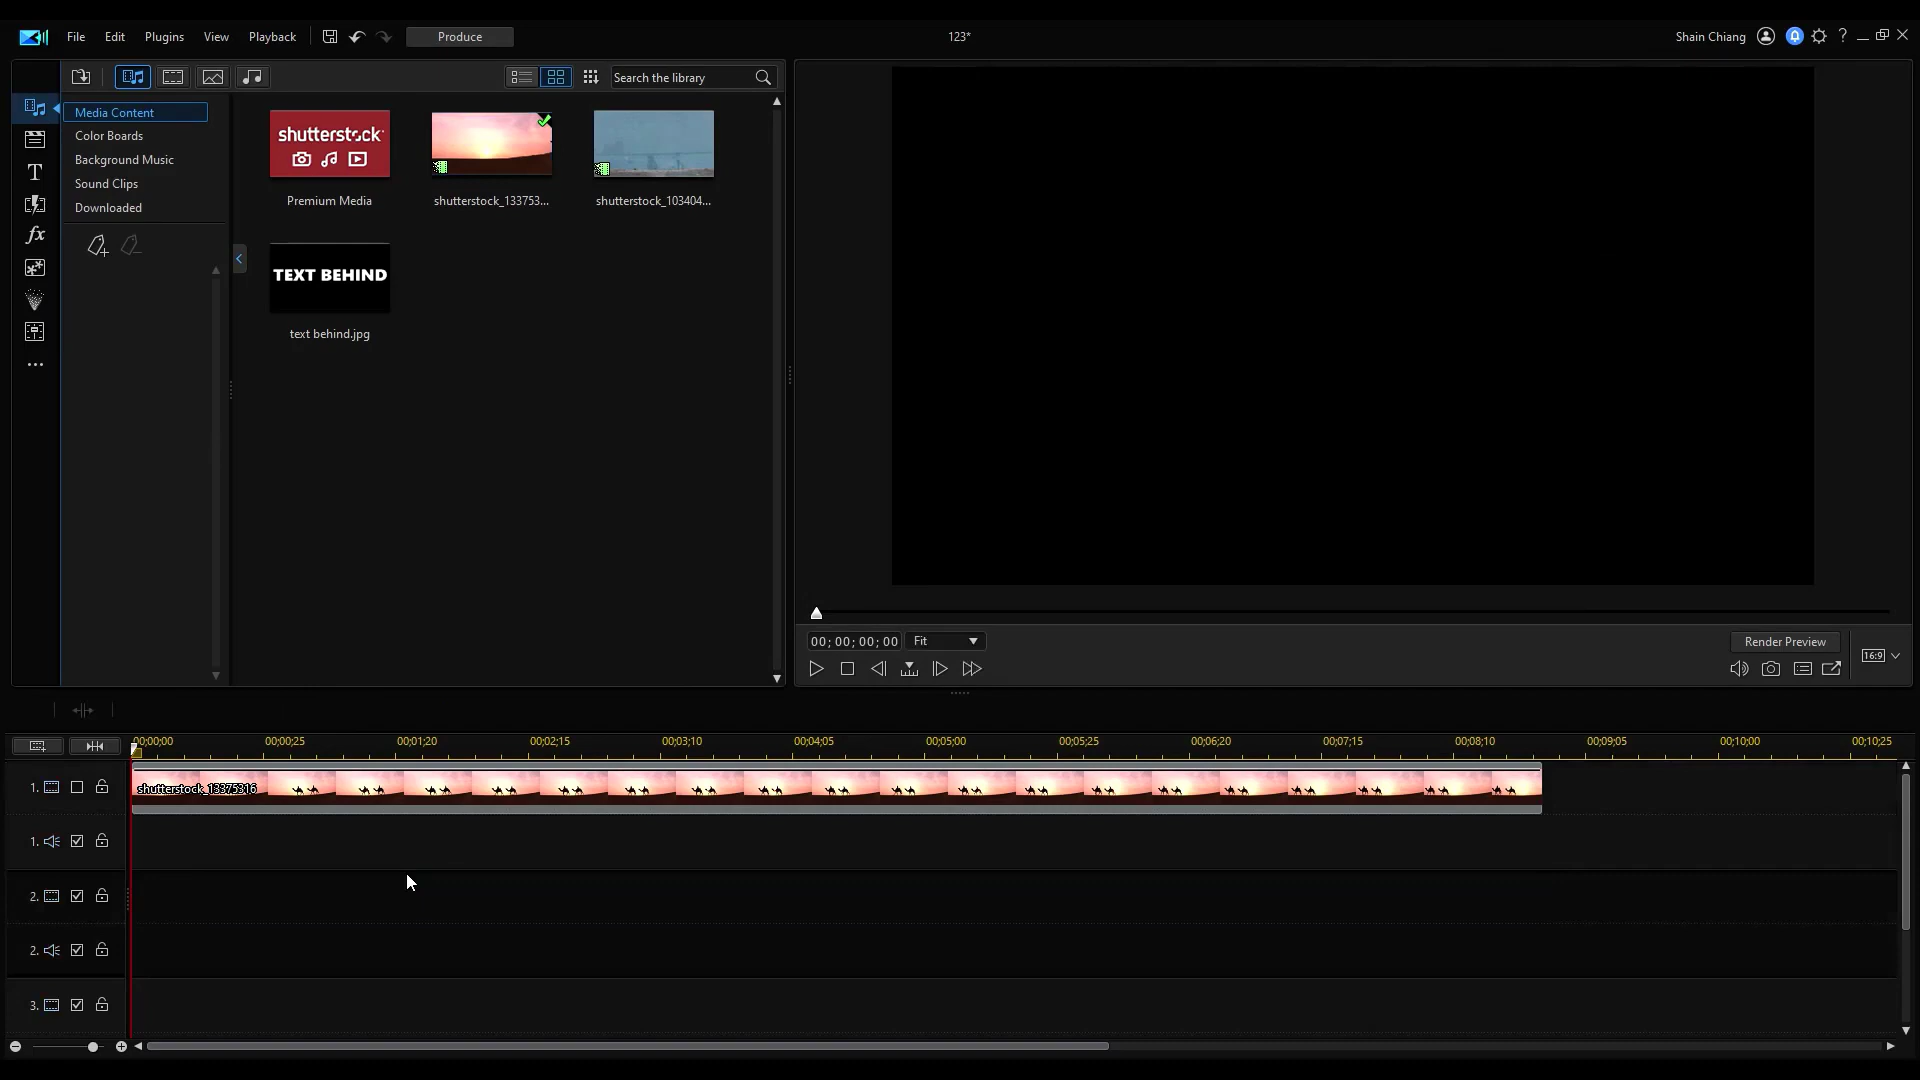 File Edit Plugins View Playback Produce 123* Shain Chiang ?
Search the library
Media Content
Color Boards
Background Music
Sound Clips
Downloaded
T
fx
shutterstock
Premium Media
shutterstock_133753...
shutterstock_103404...
TEXT BEHIND
text behind.jpg
00; 00; 00; 00 Fit
Render Preview
16:9
00;00;00 00;00;25 00;01;20 00;02;15 00;03;10 00;04;05 00;05;00 00;05;25 00;06;20 00;07;15 00;08;10 00;09;05 00;10;00 00;10;25
1.
shutterstock_13375316
1.
2.
2.
3.